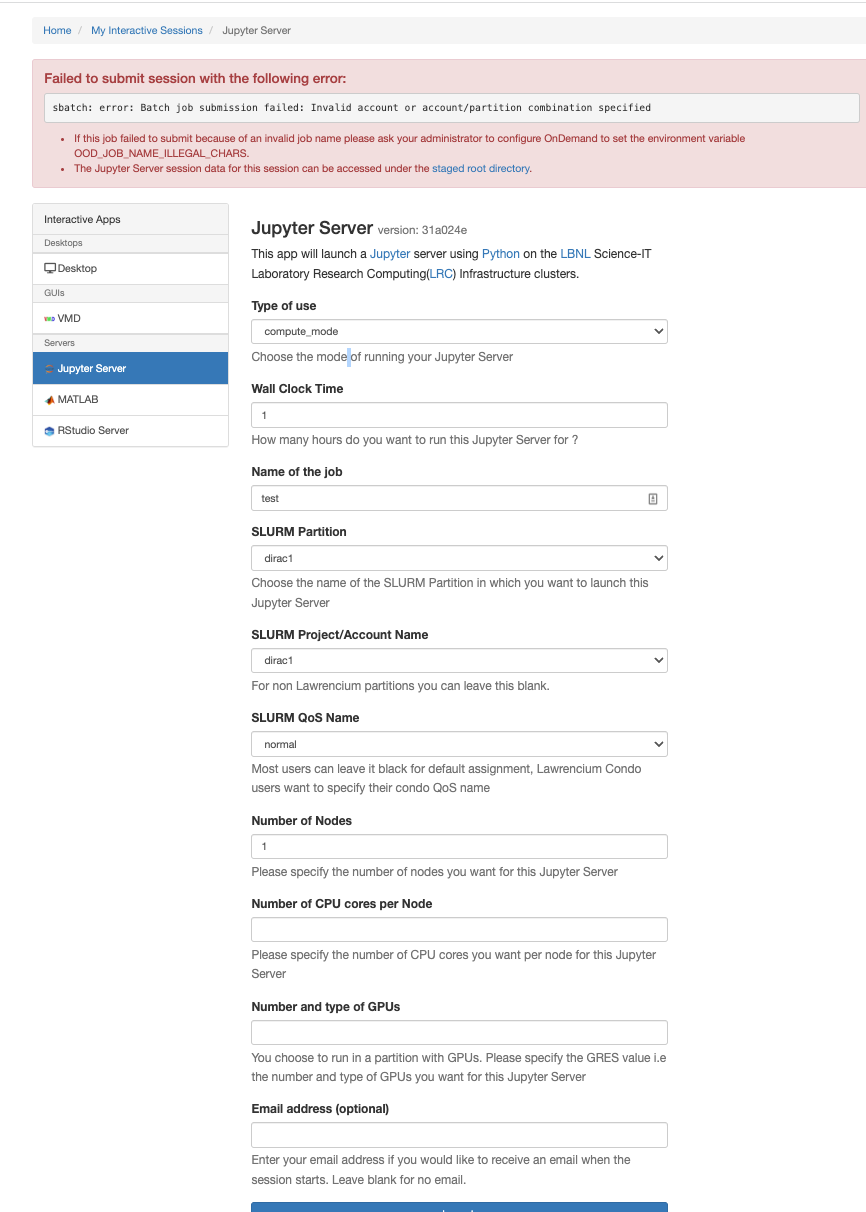 Home / My Interactive Sessions / Jupyter Server
Failed to submit session with the following error:
sbatch: error: Batch job submission failed: Invalid account or account/partition combination specified
• If this job failed to submit because of an invalid job name please ask your administrator to configure OnDemand to set the environment variable
OOD_JOB_NAME_ILLEGAL_CHARS.
• The Jupyter Server session data for this session can be accessed under the staged root directory.
Interactive Apps
Desktops
Desktop
GUIs
VMD
Servers
Jupyter Server
MATLAB
RStudio Server
Jupyter Server version: 31a024e
This app will launch a Jupyter server using Python on the LBNL Science-IT
Laboratory Research Computing(LRC) Infrastructure clusters.
Type of use
compute_mode
Choose the mode of running your Jupyter Server
Wall Clock Time
1
How many hours do you want to run this Jupyter Server for ?
Name of the job
test
SLURM Partition
dirac1
Choose the name of the SLURM Partition in which you want to launch this
Jupyter Server
SLURM Project/Account Name
dirac1
For non Lawrencium partitions you can leave this blank.
SLURM QoS Name
normal
Most users can leave it black for default assignment, Lawrencium Condo
users want to specify their condo QoS name
Number of Nodes
1
Please specify the number of nodes you want for this Jupyter Server
Number of CPU cores per Node
Please specify the number of CPU cores you want per node for this Jupyter
Server
Number and type of GPUs
You choose to run in a partition with GPUs. Please specify the GRES value i.e
the number and type of GPUs you want for this Jupyter Server
Email address (optional)
Enter your email address if you would like to receive an email when the
session starts. Leave blank for no email.